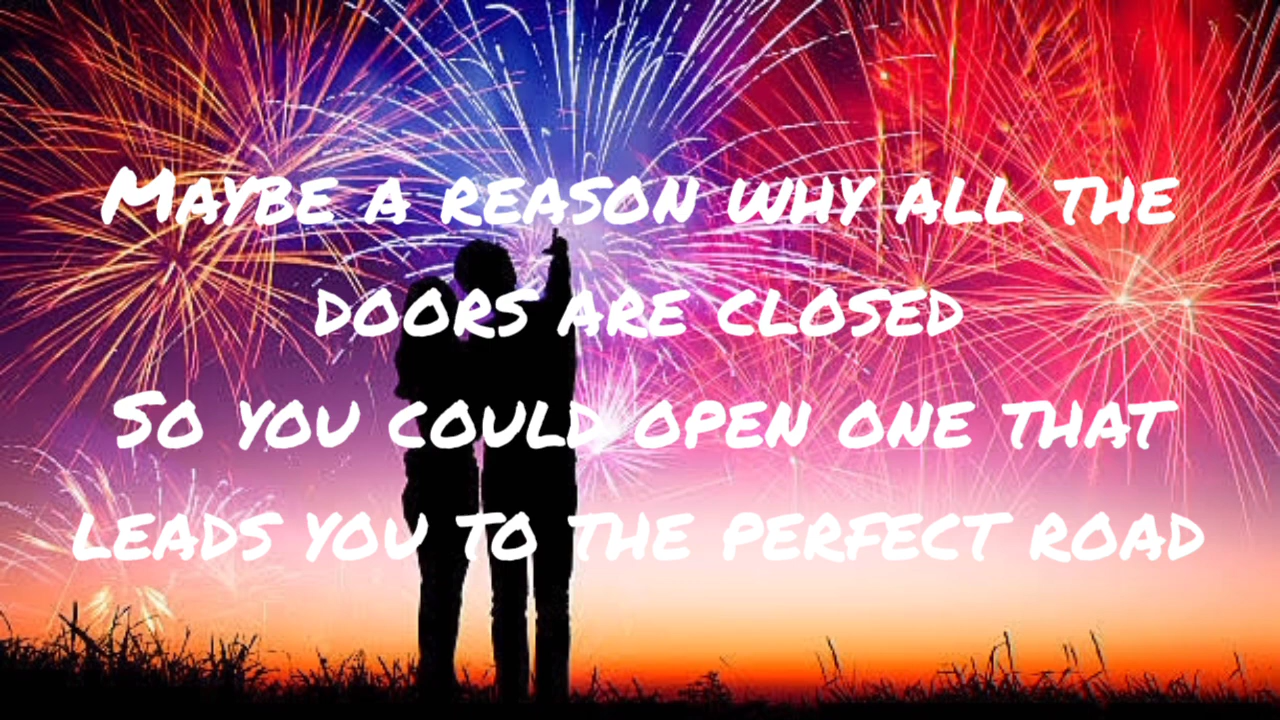 Maybe a reason why all the
doors are closed
So you could open one that
leads you to the perfect road